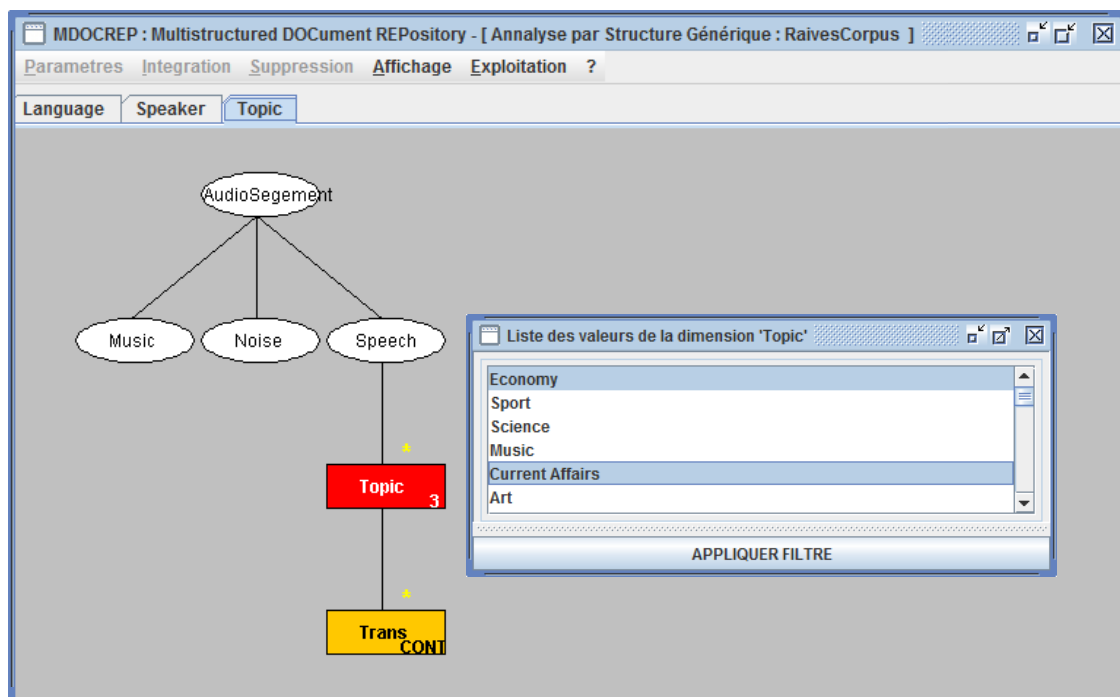 MDOCREP : Multistructured DOCument REPository - [ Annalyse par Structure Générique : RaivesCorpus ]
Parametres Integration Suppression Affichage Exploitation ?
Language Speaker Topic
AudioSegement
Music Noise Speech
*
Topic
3
*
Trans
CONT
Liste des valeurs de la dimension 'Topic'
Economy
Sport
Science
Music
Current Affairs
Art
APPLIQUER FILTRE